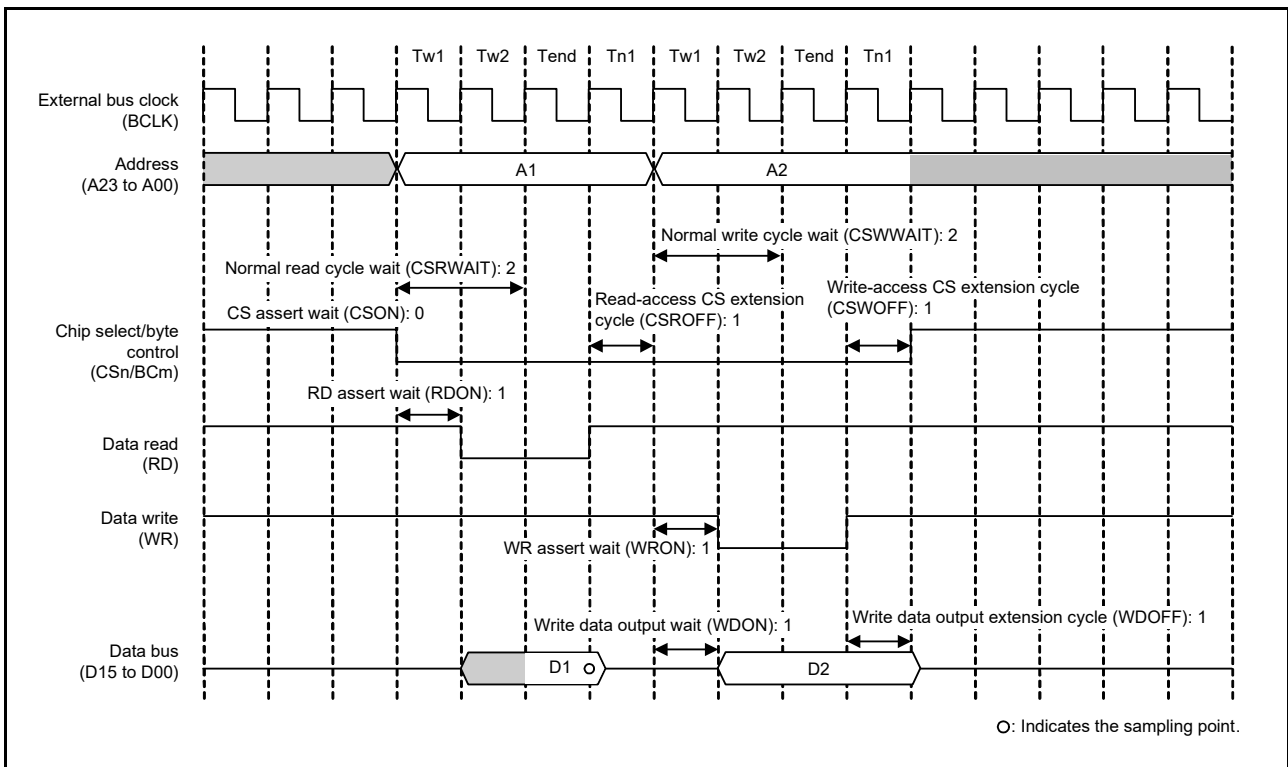 Tw1 Tw2 Tend Tn1 Tw1 Tw2 Tend Tn1
External bus clock
(BCLK)
Address
(A23 to A00)
A1
A2
Normal write cycle wait (CSWWAIT): 2
Normal read cycle wait (CSRWAIT): 2
CS assert wait (CSON): 0
Read-access CS extension
cycle (CSROFF): 1
Write-access CS extension cycle
(CSWOFF): 1
Chip select/byte
control
(CSn/BCm)
RD assert wait (RDON): 1
Data read
(RD)
Data write
(WR)
WR assert wait (WRON): 1
Write data output wait (WDON): 1
Write data output extension cycle (WDOFF): 1
Data bus
(D15 to D00)
D1
D2
O: Indicates the sampling point.